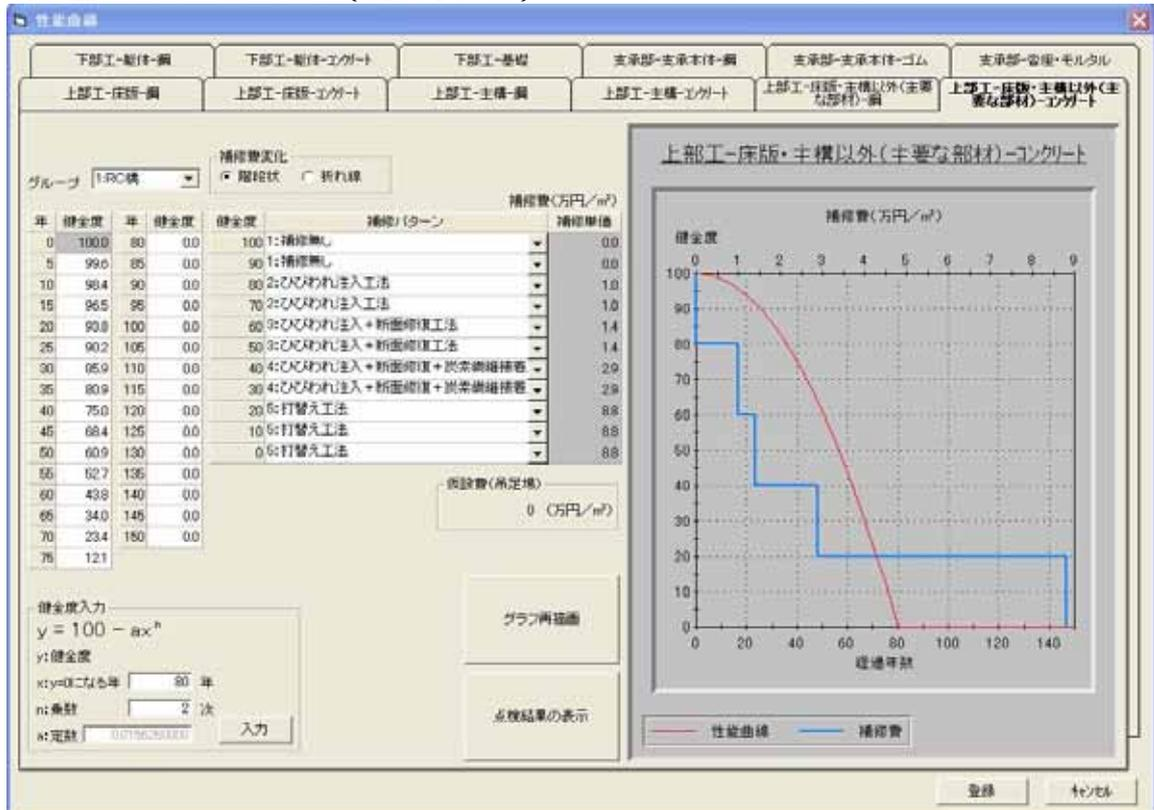 性能曲線
下部工-躯体-鋼
下部工-躯体-コンクリート
下部工-基礎
支承部-支承本体-鋼
支承部-支承本体-ゴム
支承部-沓座・モルタル
上部工-床版-鋼
上部工-床版-コンクリート
上部工-主構-鋼
上部工-主構-コンクリート
上部工-床版・主構以外(主要な部材)-鋼
上部工-床版・主構以外(主要な部材)-コンクリート
グループ 1:RC橋
補修費変化
階段状 折れ線
補修費(万円/㎡)
年 健全度 年 健全度
0 100.0 80 0.0
5 99.6 85 0.0
10 98.4 90 0.0
15 96.5 95 0.0
20 93.8 100 0.0
25 90.2 105 0.0
30 85.9 110 0.0
35 80.9 115 0.0
40 75.0 120 0.0
45 68.4 125 0.0
50 60.9 130 0.0
55 52.7 135 0.0
60 43.8 140 0.0
65 34.0 145 0.0
70 23.4 150 0.0
75 12.1
健全度 補修パターン 補修単価
100 1:補修無し 0.0
90 1:補修無し 0.0
80 2:ひびわれ注入工法 1.0
70 2:ひびわれ注入工法 1.0
60 3:ひびわれ注入+断面修復工法 1.4
50 3:ひびわれ注入+断面修復工法 1.4
40 4:ひびわれ注入+断面修復+炭素繊維接着 2.9
30 4:ひびわれ注入+断面修復+炭素繊維接着 2.9
20 5:打替え工法 8.8
10 5:打替え工法 8.8
0 5:打替え工法 8.8
仮設費(吊足場)
0 (万円/㎡)
健全度入力
y = 100 - axⁿ
y:健全度
x:y=0になる年 80 年
n:乗数 2 次
a:定数 0.0156250000
入力
グラフ再描画
点検結果の表示
上部工-床版・主構以外(主要な部材)-コンクリート
補修費(万円/㎡)
健全度
0 1 2 3 4 5 6 7 8 9
100
90
80
70
60
50
40
30
20
10
0
0 20 40 60 80 100 120 140
経過年数
性能曲線 補修費
登録 キャンセル